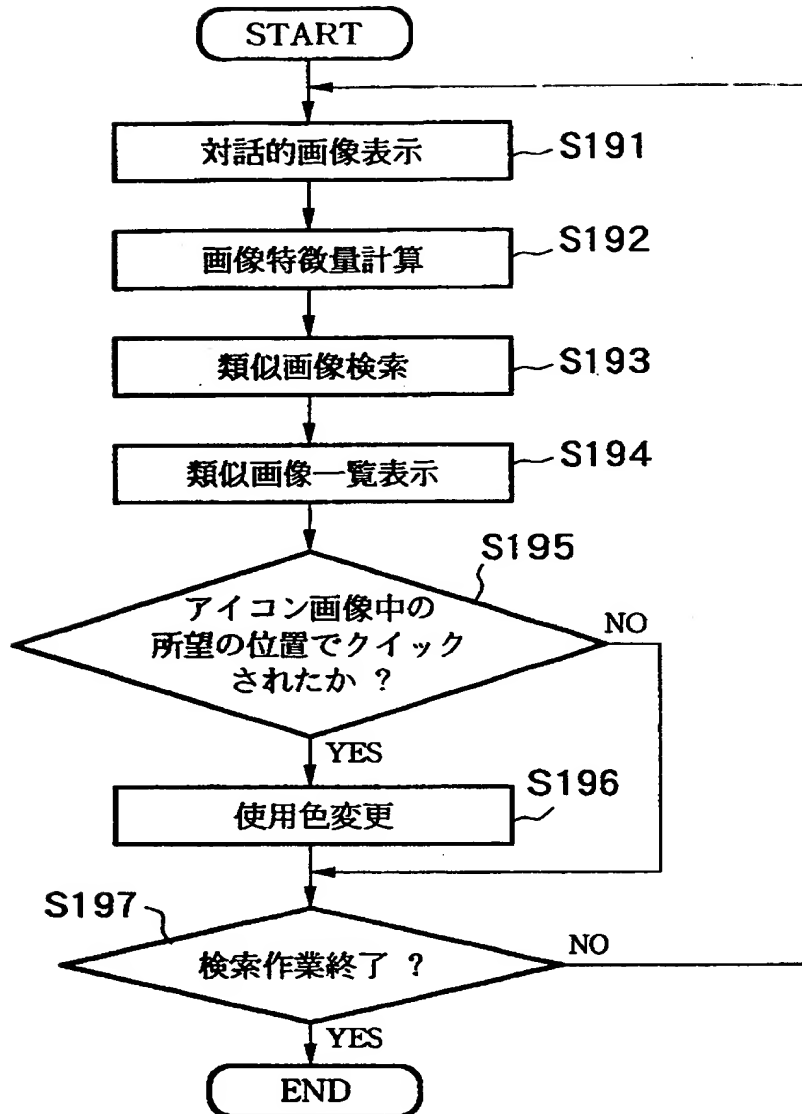 START
対話的画像表示
S191
画像特徴量計算
S192
類似画像検索
S193
類似画像一覧表示
S194
S195
アイコン画像中の
所望の位置でクイック
されたか ?
NO
YES
使用色変更
S196
S197
検索作業終了 ?
NO
YES
END